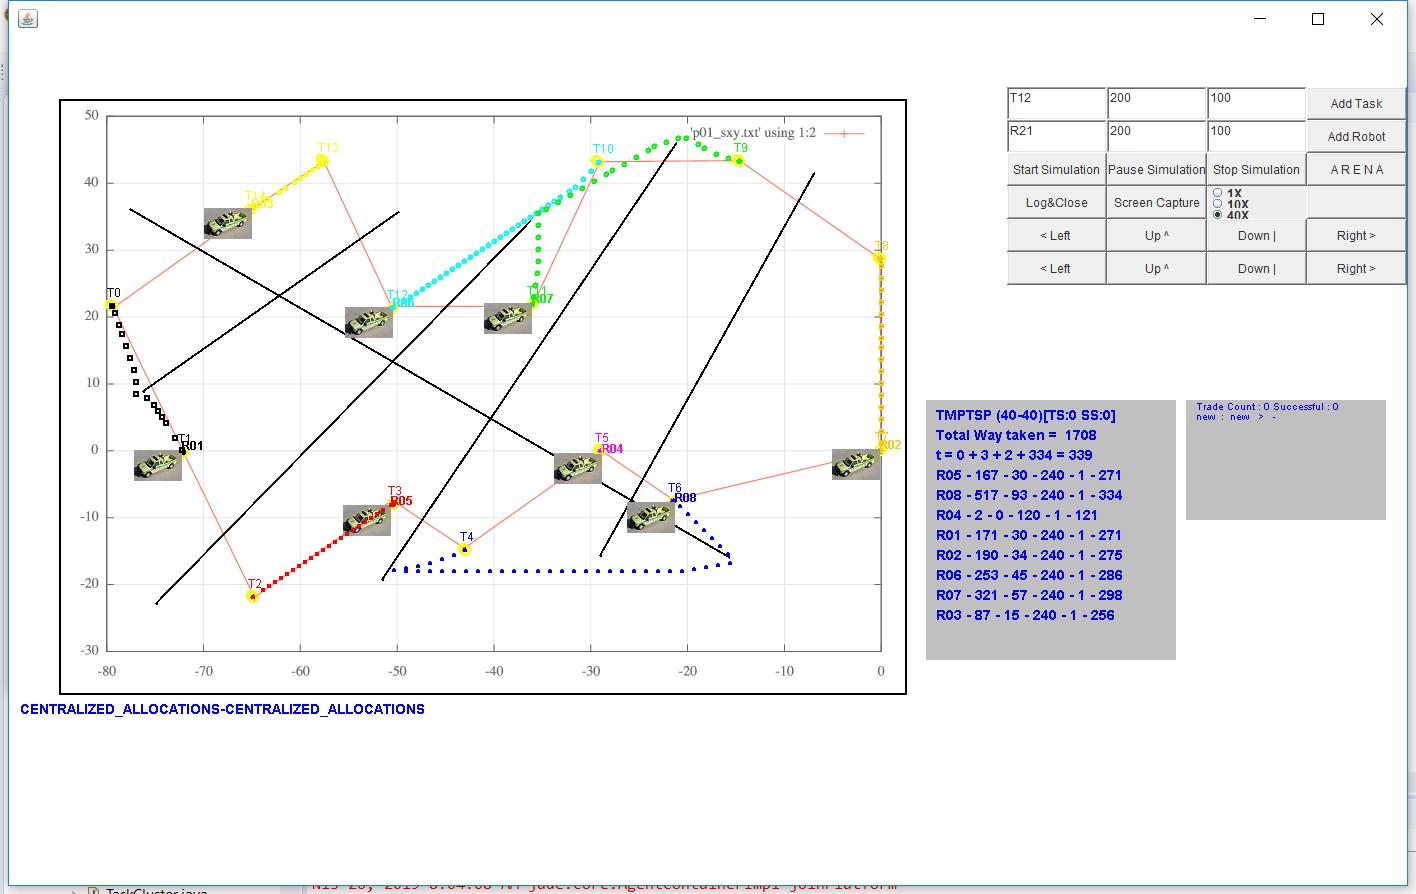 T12 200 100 Add Task
R21 200 100 Add Robot
Start Simulation Pause Simulation Stop Simulation A R E N A
Log&Close Screen Capture 1X
10X
40X
< Left Up ^ Down | Right >
< Left Up ^ Down | Right >
50
'p01_sxy.txt' using 1:2
T13 T10 T9
40
T14
R03
30
T8
T0 T12 R06 R07
20
10
T1 R01 T5 R04 T7 R02
0
T3 R05 T6 R08
-10
T4
T2
-20
-30
-80 -70 -60 -50 -40 -30 -20 -10 0
CENTRALIZED_ALLOCATIONS-CENTRALIZED_ALLOCATIONS
TMPTSP (40-40)[TS:0 SS:0]
Total Way taken = 1708
t = 0 + 3 + 2 + 334 = 339
R05 - 167 - 30 - 240 - 1 - 271
R08 - 517 - 93 - 240 - 1 - 334
R04 - 2 - 0 - 120 - 1 - 121
R01 - 171 - 30 - 240 - 1 - 271
R02 - 190 - 34 - 240 - 1 - 275
R06 - 253 - 45 - 240 - 1 - 286
R07 - 321 - 57 - 240 - 1 - 298
R03 - 87 - 15 - 240 - 1 - 256
Trade Count : 0 Successful : 0
new : new > -
TaskCluster.java